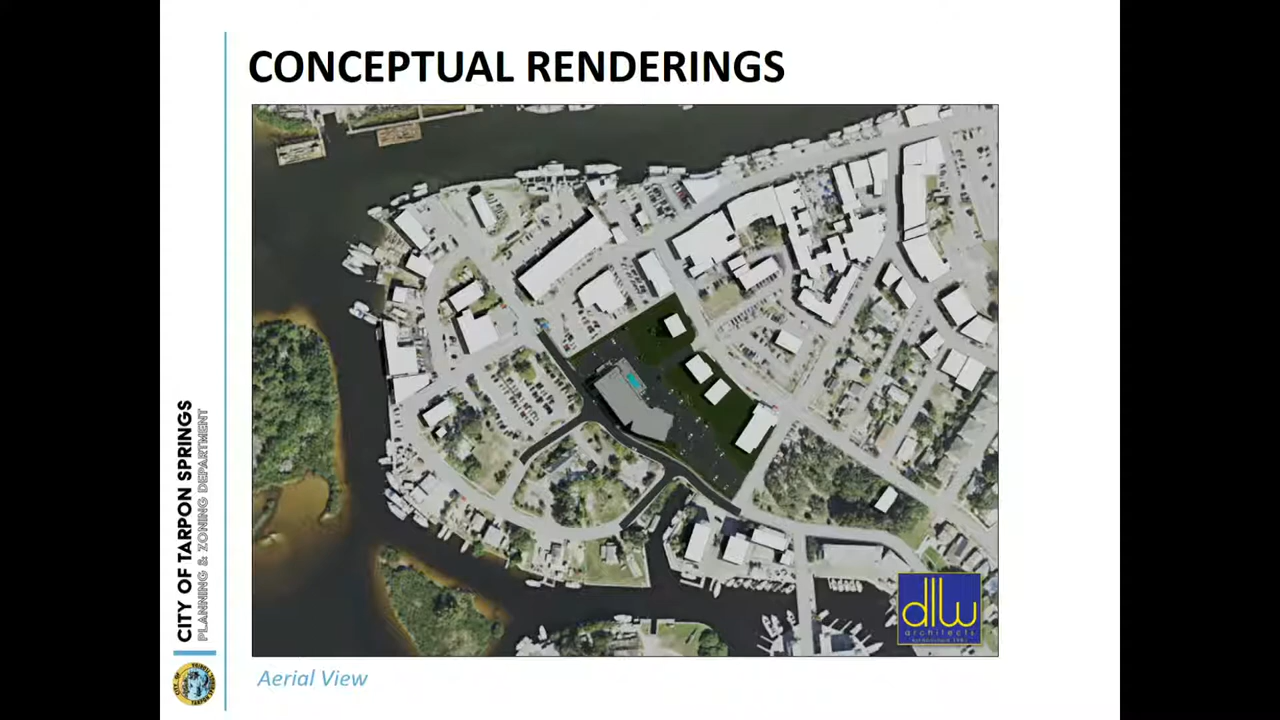 CONCEPTUAL RENDERINGS
CITY OF TARPON SPRINGS
PLANNING & ZONING DEPARTMENT
dlw
architects
Aerial View